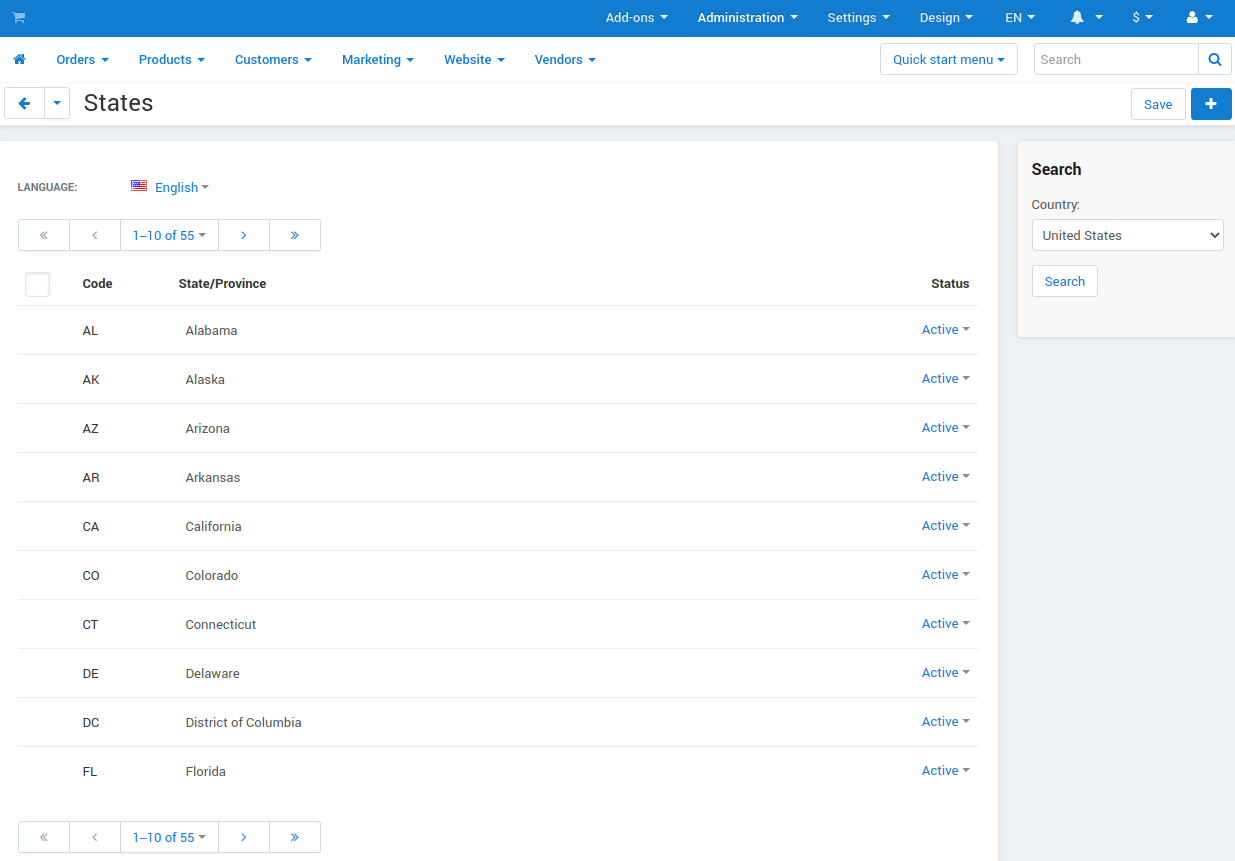 Add-ons Administration Settings Design EN $
Orders Products Customers Marketing Website Vendors Quick start menu Search
States Save
LANGUAGE: English
« ‹ 1–10 of 55 › »
Code State/Province Status
AL Alabama Active
AK Alaska Active
AZ Arizona Active
AR Arkansas Active
CA California Active
CO Colorado Active
CT Connecticut Active
DE Delaware Active
DC District of Columbia Active
FL Florida Active
« ‹ 1–10 of 55 › »
Search
Country:
United States
Search